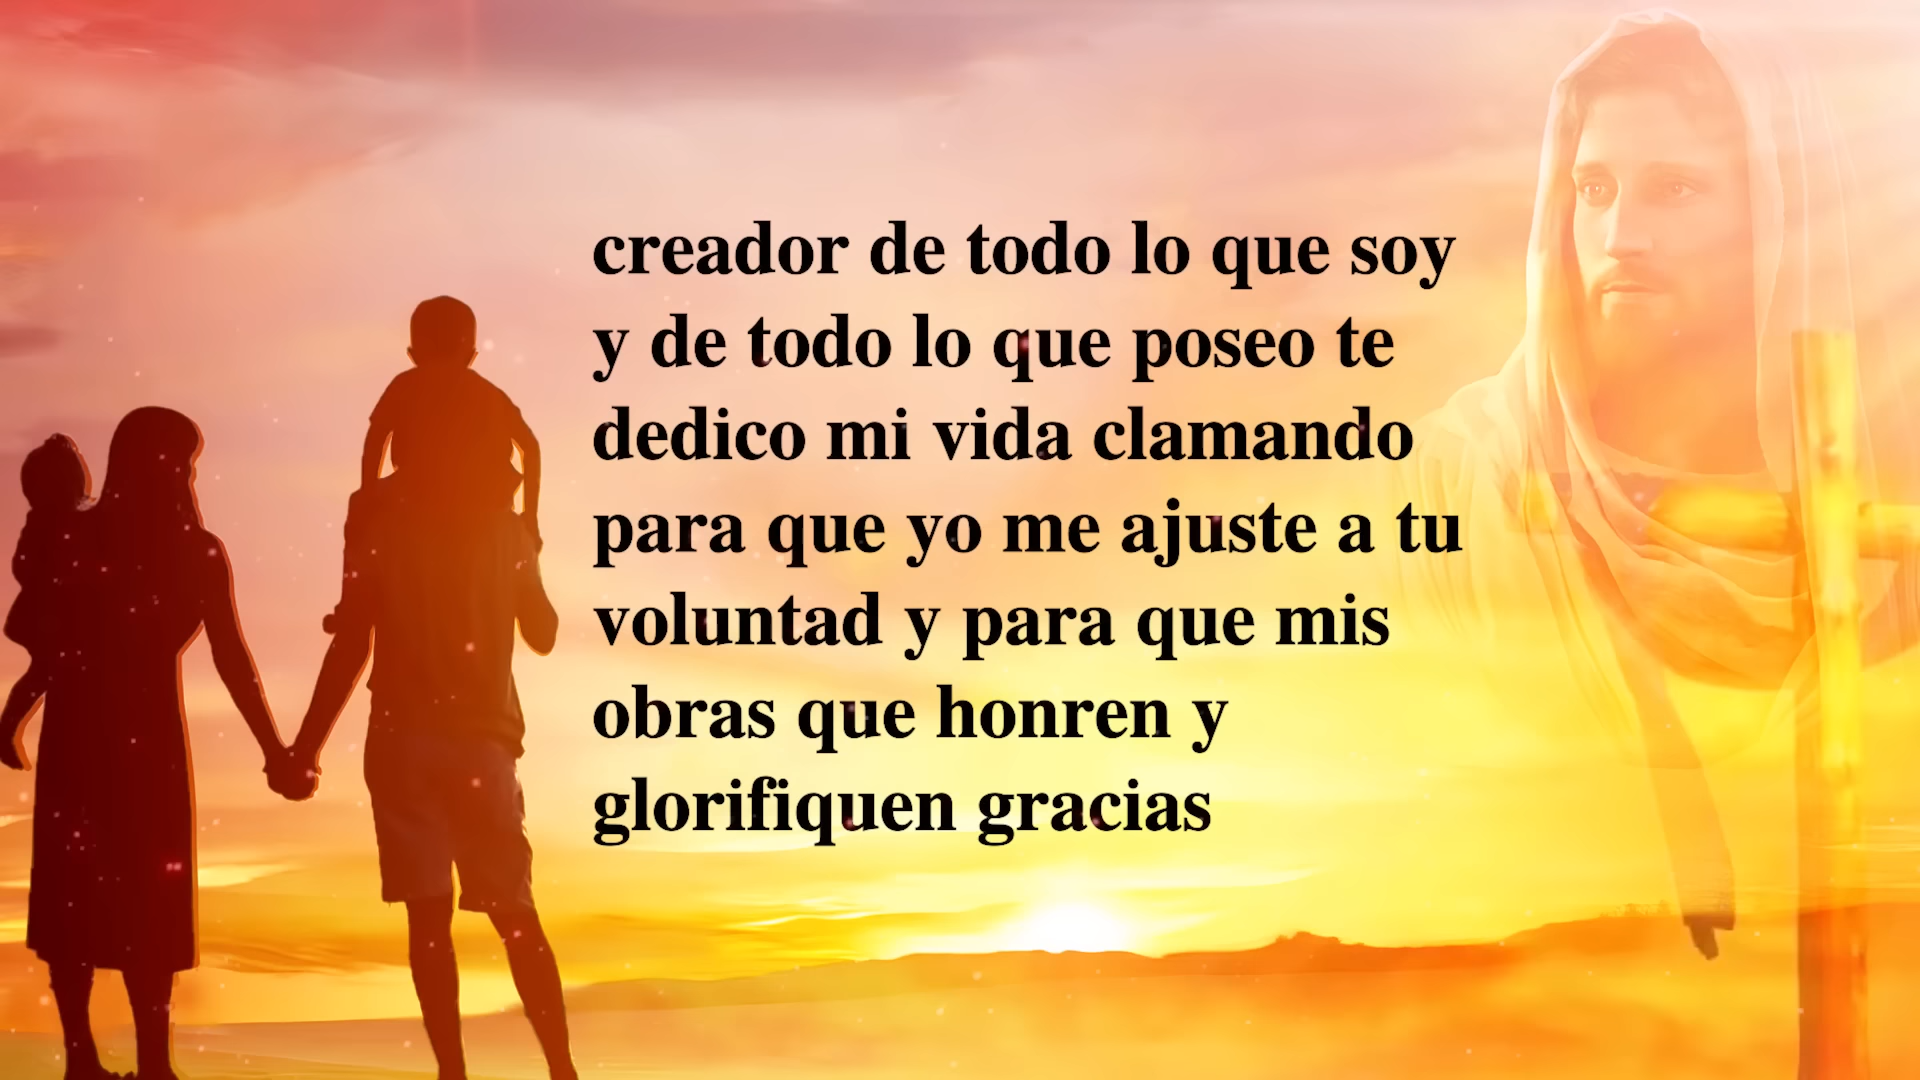 creador de todo lo que soy
y de todo lo que poseo te
dedico mi vida clamando
para que yo me ajuste a tu
voluntad y para que mis
obras que honren y
glorifiquen gracias